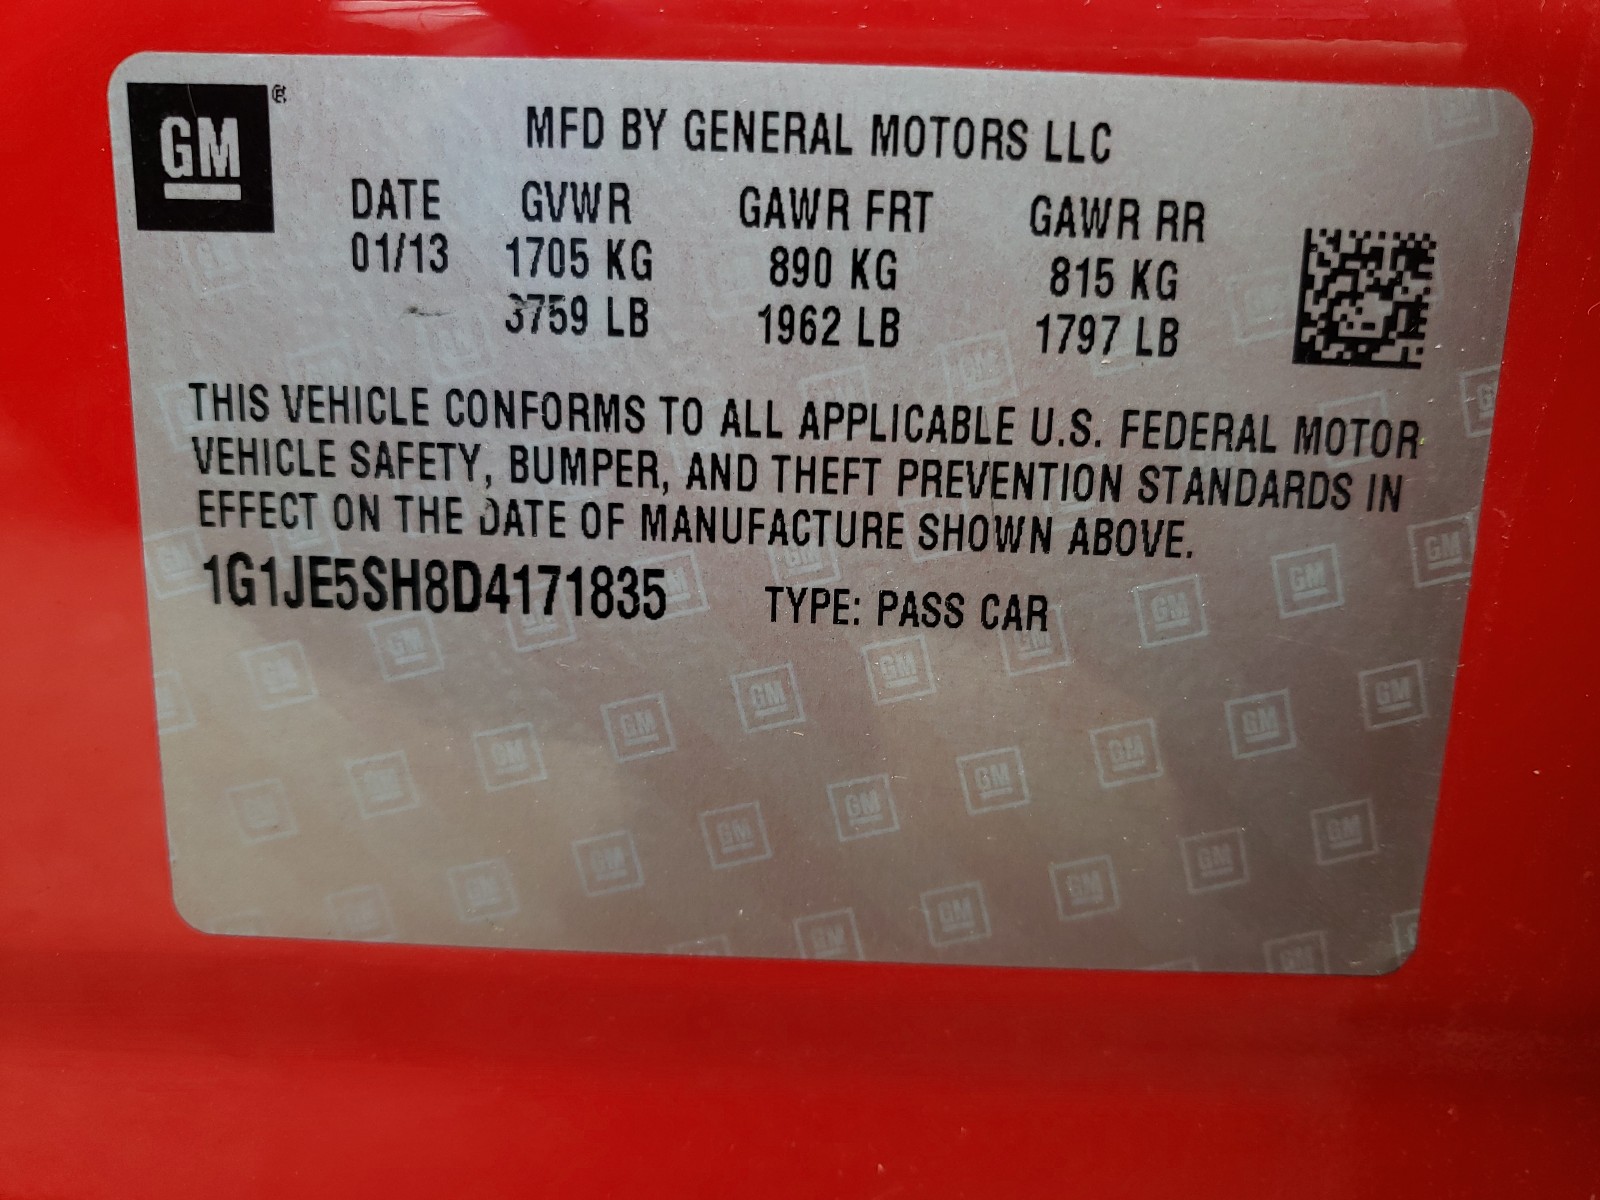 GM ®
MFD BY GENERAL MOTORS LLC
DATE GVWR GAWR FRT GAWR RR
01/13 1705 KG 890 KG 815 KG
3759 LB 1962 LB 1797 LB
THIS VEHICLE CONFORMS TO ALL APPLICABLE U.S. FEDERAL MOTOR
VEHICLE SAFETY, BUMPER, AND THEFT PREVENTION STANDARDS IN
EFFECT ON THE DATE OF MANUFACTURE SHOWN ABOVE.
1G1JE5SH8D4171835 TYPE: PASS CAR